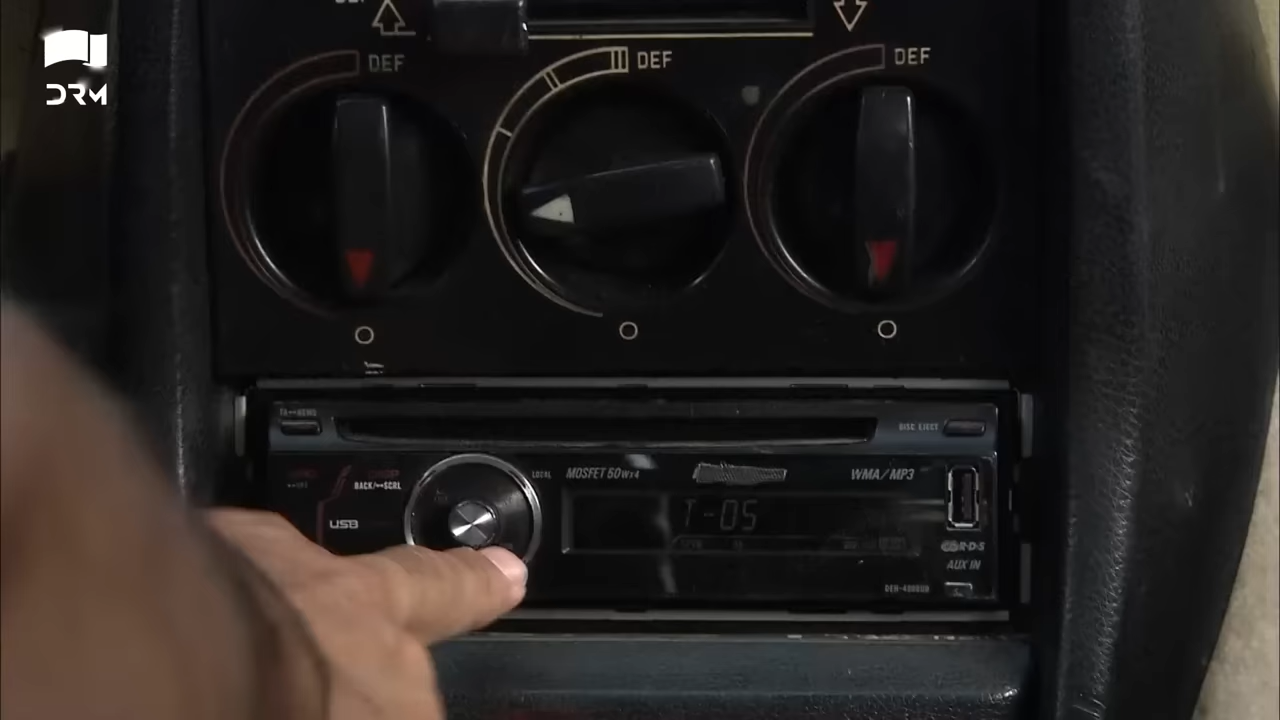 DRM
DEF
DEF
DEF
TA NEWS
DISC EJECT
LOCAL
MOSFET 50Wx4
WMA/MP3
BACK/SCRL
USB
T-05
R·D·S
AUX IN